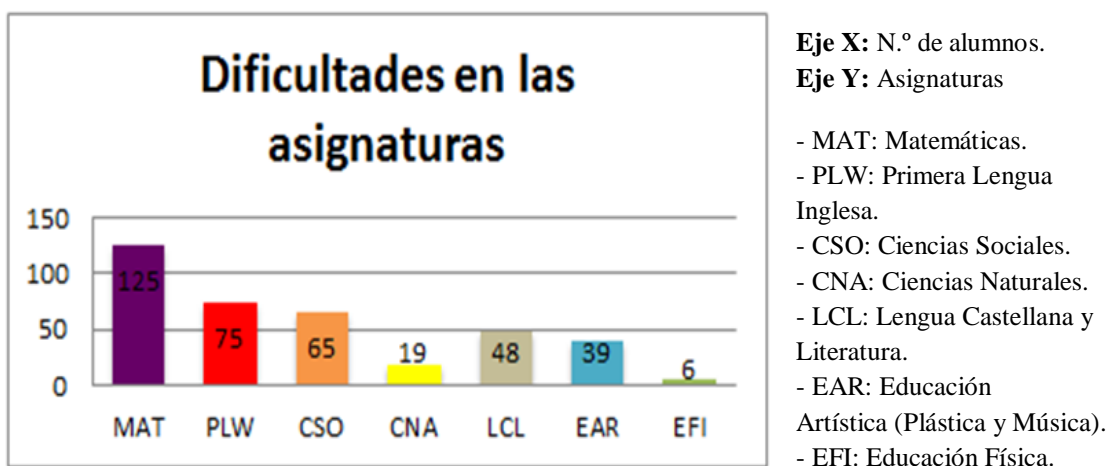 Dificultades en las
asignaturas
150
100
50
0
125
75
65
19
48
39
6
MAT PLW CSO CNA LCL EAR EFI
Eje X: N.º de alumnos.
Eje Y: Asignaturas
- MAT: Matemáticas.
- PLW: Primera Lengua
Inglesa.
- CSO: Ciencias Sociales.
- CNA: Ciencias Naturales.
- LCL: Lengua Castellana y
Literatura.
- EAR: Educación
Artística (Plástica y Música).
- EFI: Educación Física.